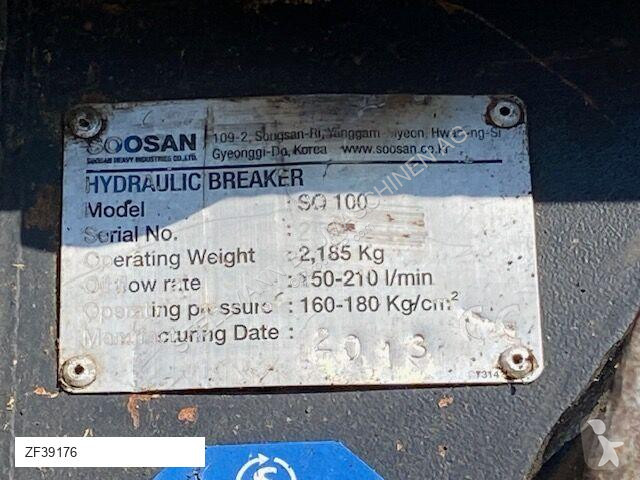 SOOSAN
SOOSAN HEAVY INDUSTRIES CO.,LTD.
109-2, Sougsan-Ri, Yanggam-Myeon, Hwaseong-Si
Gyeonggi-Do, Korea www.soosan.co.kr
HYDRAULIC BREAKER
Model : SQ 100
Serial No. :
Operating Weight : 2,185 Kg
Oil flow rate : 150-210 l/min
Operating pressure : 160-180 Kg/cm²
Manufacturing Date : 2013
ZF39176